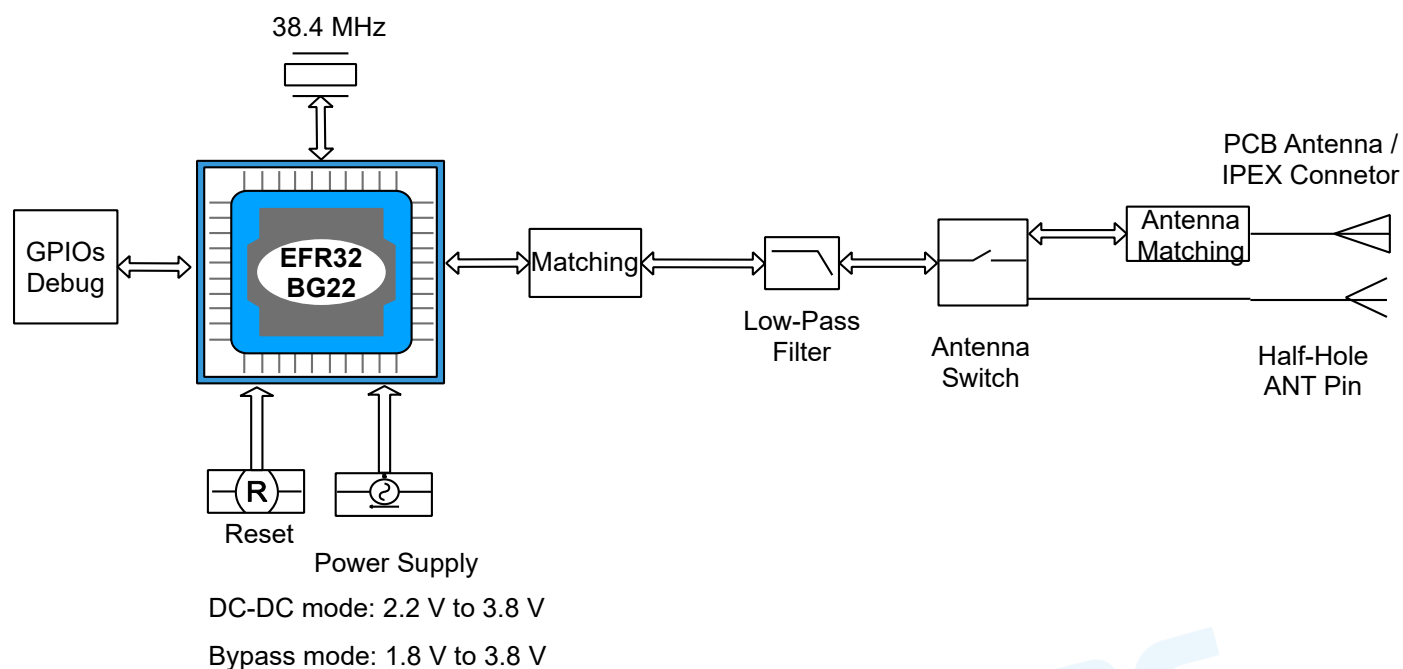 38.4 MHz
PCB Antenna /
IPEX Connetor
GPIOs
Debug
EFR32
BG22
Matching
Antenna
Matching
Low-Pass
Filter
Antenna
Switch
Half-Hole
ANT Pin
R
Reset
Power Supply
DC-DC mode: 2.2 V to 3.8 V
Bypass mode: 1.8 V to 3.8 V